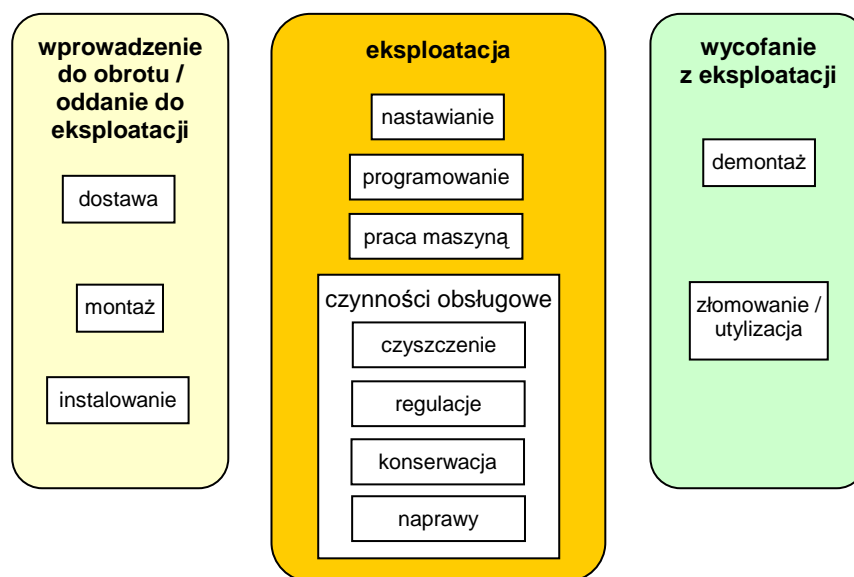 wprowadzenie
do obrotu /
oddanie do
eksploatacji
dostawa
montaż
instalowanie
eksploatacja
nastawianie
programowanie
praca maszyną
czynności obsługowe
czyszczenie
regulacje
konserwacja
naprawy
wycofanie
z eksploatacji
demontaż
złomowanie /
utylizacja